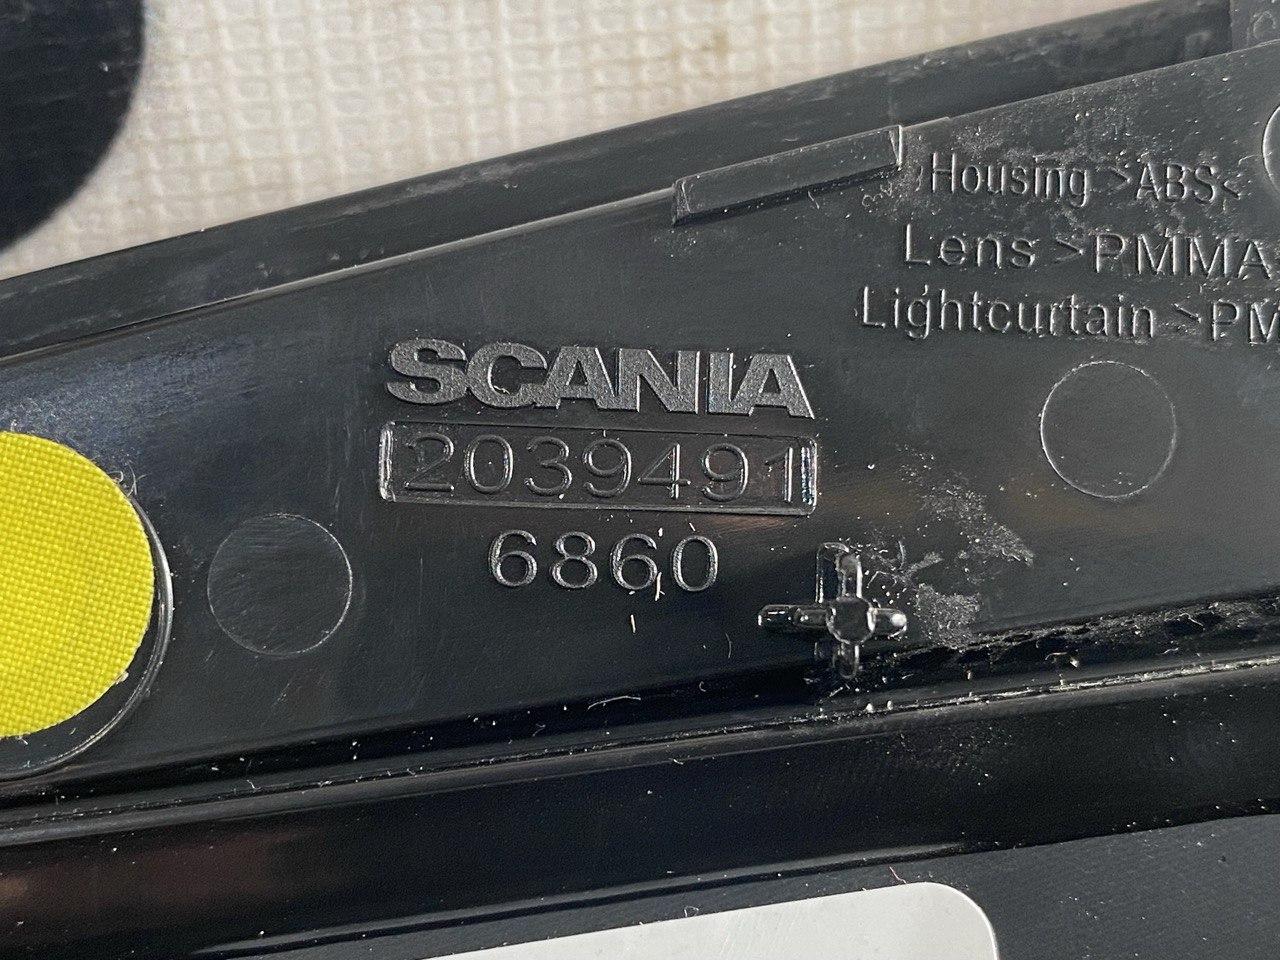 Housing >ABS<
Lens >PMMA
Lightcurtain >PM
SCANIA
2039491
6860